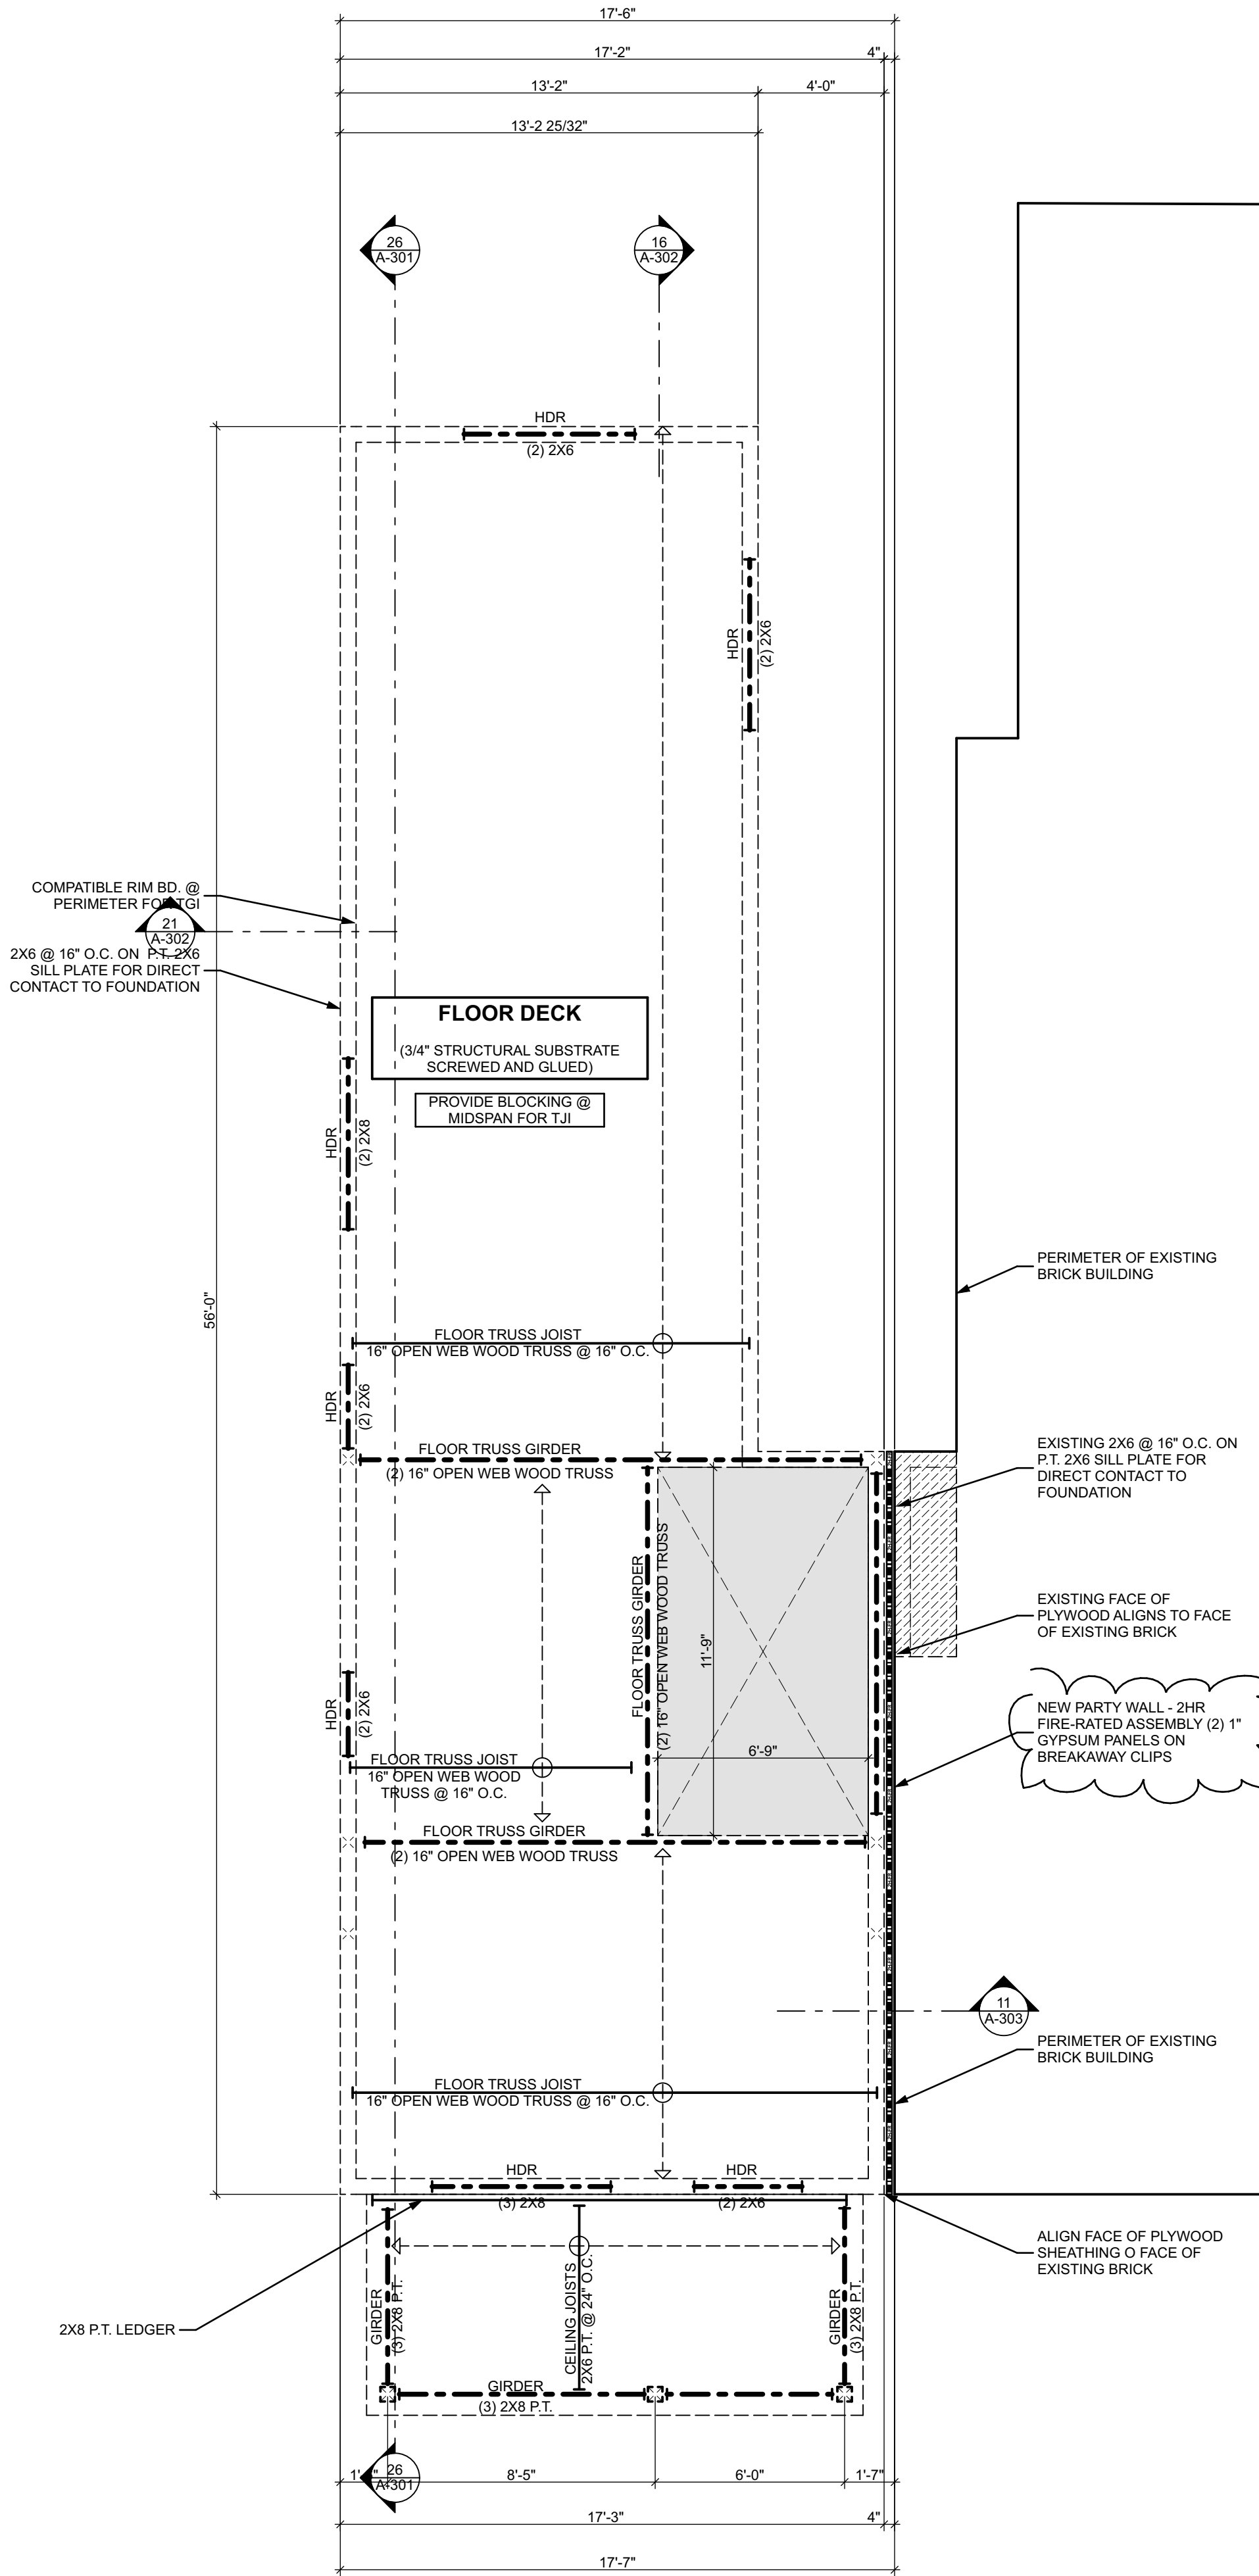 17'-6"
17'-2"
4"
13'-2"
4'-0"
13'-2 25/32"
26
A-301
16
A-302
HDR
(2) 2X6
HDR
(2) 2X6
COMPATIBLE RIM BD. @
PERIMETER FOR TGI
21
A-302
2X6 @ 16" O.C. ON P.T. 2X6
SILL PLATE FOR DIRECT
CONTACT TO FOUNDATION
FLOOR DECK
(3/4" STRUCTURAL SUBSTRATE
SCREWED AND GLUED)
PROVIDE BLOCKING @
MIDSPAN FOR TJI
HDR
(2) 2X8
PERIMETER OF EXISTING
BRICK BUILDING
56'-0"
FLOOR TRUSS JOIST
16" OPEN WEB WOOD TRUSS @ 16" O.C.
HDR
(2) 2X6
FLOOR TRUSS GIRDER
(2) 16" OPEN WEB WOOD TRUSS
EXISTING 2X6 @ 16" O.C. ON
P.T. 2X6 SILL PLATE FOR
DIRECT CONTACT TO
FOUNDATION
FLOOR TRUSS GIRDER
(2) 16" OPEN WEB WOOD TRUSS
11'-9"
6'-9"
EXISTING FACE OF
PLYWOOD ALIGNS TO FACE
OF EXISTING BRICK
HDR
(2) 2X6
NEW PARTY WALL - 2HR
FIRE-RATED ASSEMBLY (2) 1"
GYPSUM PANELS ON
BREAKAWAY CLIPS
FLOOR TRUSS JOIST
16" OPEN WEB WOOD
TRUSS @ 16" O.C.
FLOOR TRUSS GIRDER
(2) 16" OPEN WEB WOOD TRUSS
11
A-303
PERIMETER OF EXISTING
BRICK BUILDING
FLOOR TRUSS JOIST
16" OPEN WEB WOOD TRUSS @ 16" O.C.
HDR
(3) 2X8
HDR
(2) 2X6
ALIGN FACE OF PLYWOOD
SHEATHING O FACE OF
EXISTING BRICK
2X8 P.T. LEDGER
GIRDER
(3) 2X8 P.T.
CEILING JOISTS
2X6 P.T. @ 24" O.C.
GIRDER
(3) 2X8 P.T.
GIRDER
(3) 2X8 P.T.
26
A-301
8'-5"
6'-0"
1'-7"
17'-3"
4"
17'-7"